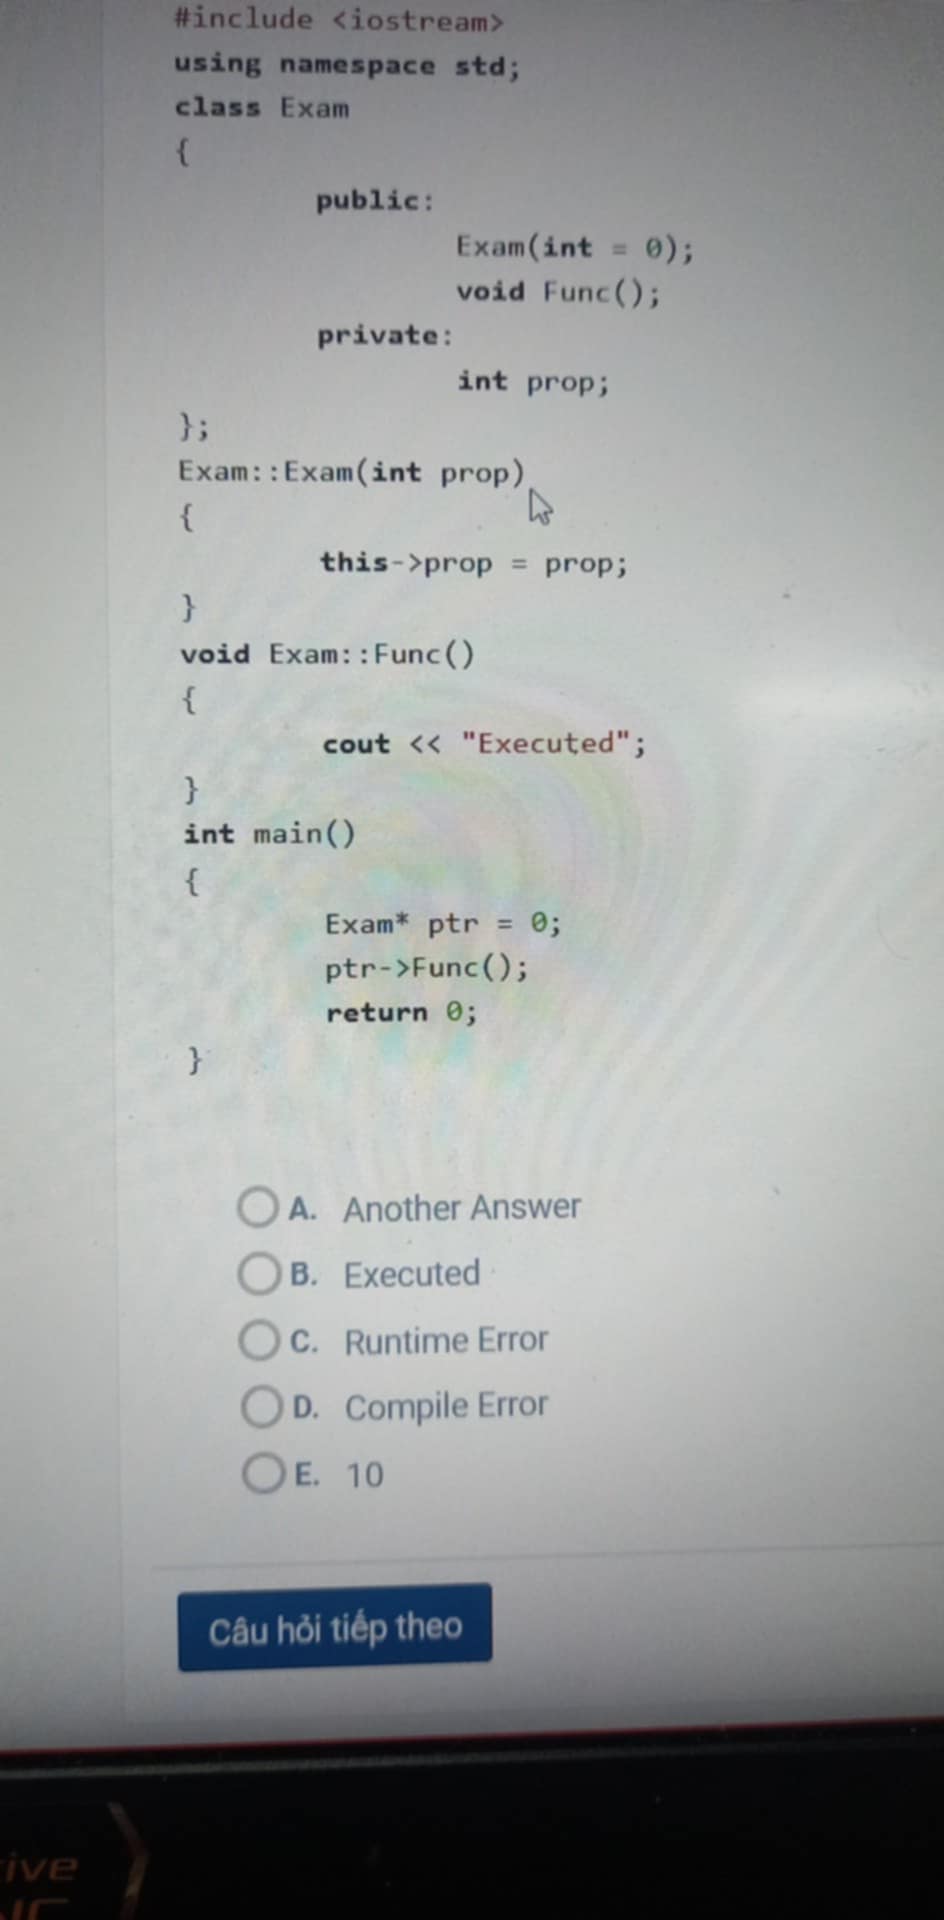 #include <iostream>
using namespace std;
class Exam
{
public:
Exam(int = 0);
void Func();
private:
int prop;
};
Exam::Exam(int prop)
{
this->prop = prop;
}
void Exam::Func()
{
cout << "Executed";
}
int main()
{
Exam* ptr = 0;
ptr->Func();
return 0;
}
A. Another Answer
B. Executed
C. Runtime Error
D. Compile Error
E. 10
Câu hỏi tiếp theo